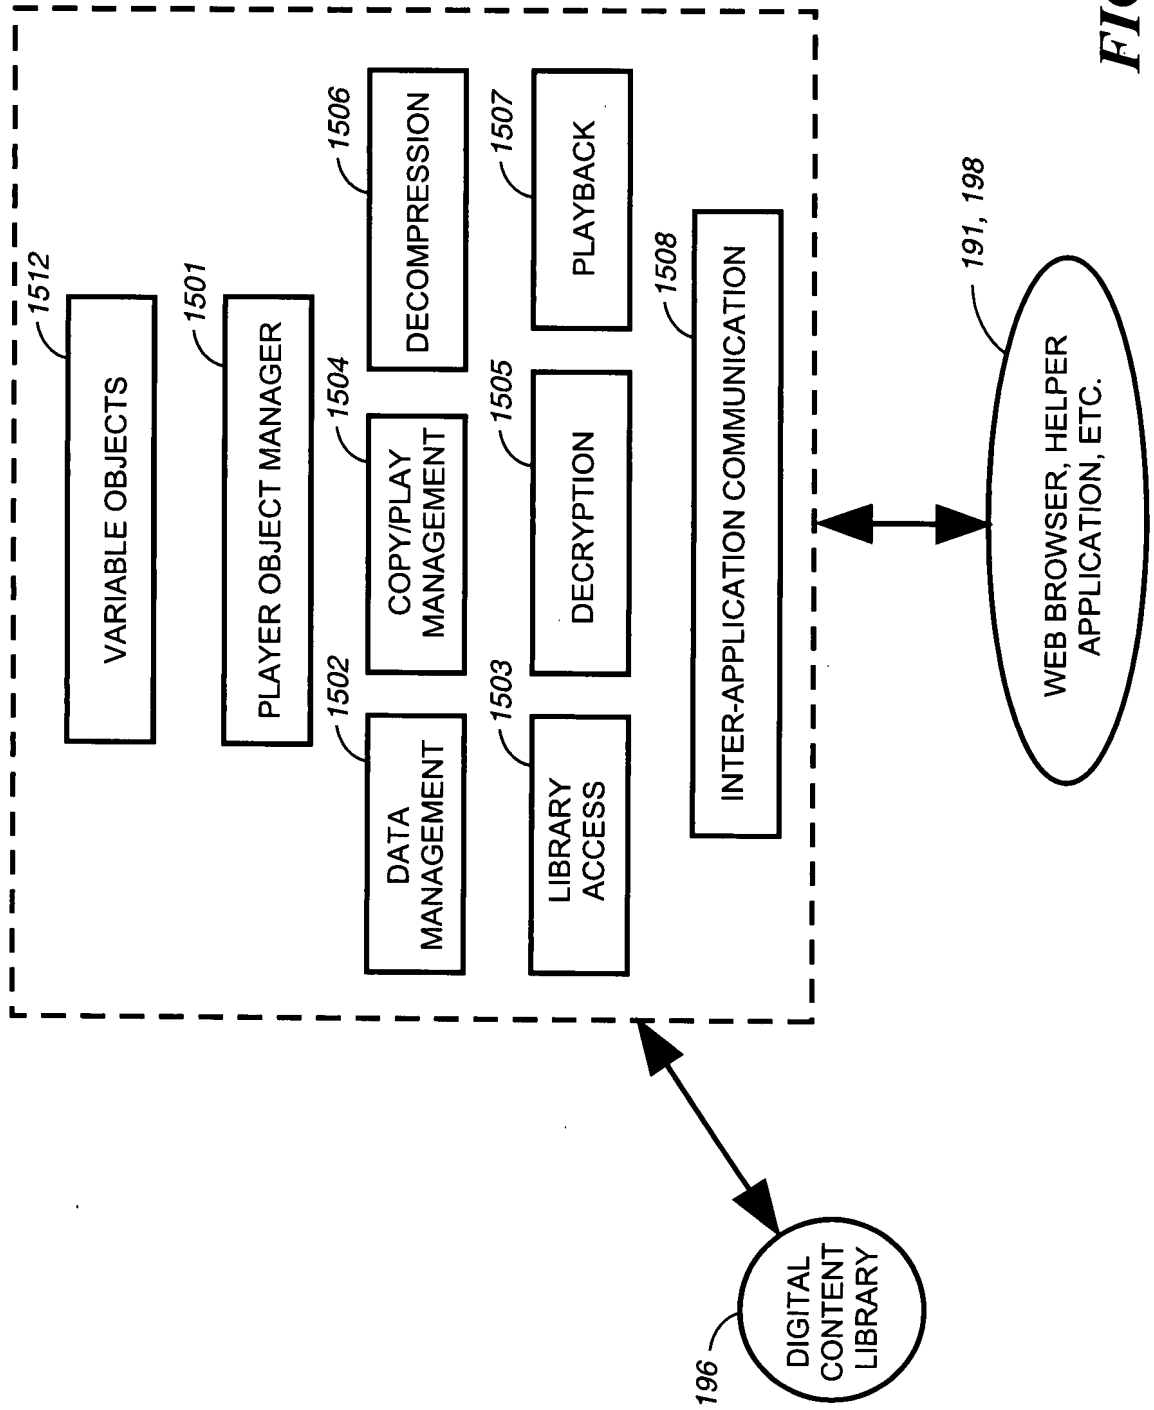 1512
VARIABLE OBJECTS
1501
PLAYER OBJECT MANAGER
1502
DATA
MANAGEMENT
1504
COPY/PLAY
MANAGEMENT
1506
DECOMPRESSION
1503
LIBRARY
ACCESS
1505
DECRYPTION
1507
PLAYBACK
1508
INTER-APPLICATION COMMUNICATION
196
DIGITAL
CONTENT
LIBRARY
191, 198
WEB BROWSER, HELPER
APPLICATION, ETC.